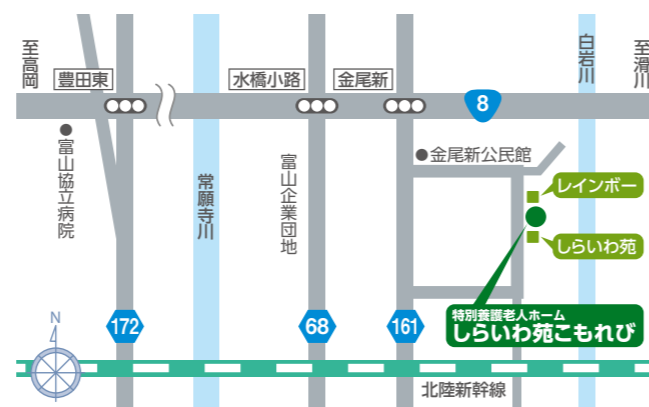 至高岡
豊田東
水橋小路
金尾新
白岩川
至滑川
8
富山協立病院
常願寺川
富山企業団地
金尾新公民館
レインボー
しらいわ苑
特別養護老人ホーム
しらいわ苑こもれび
N
172
68
161
北陸新幹線